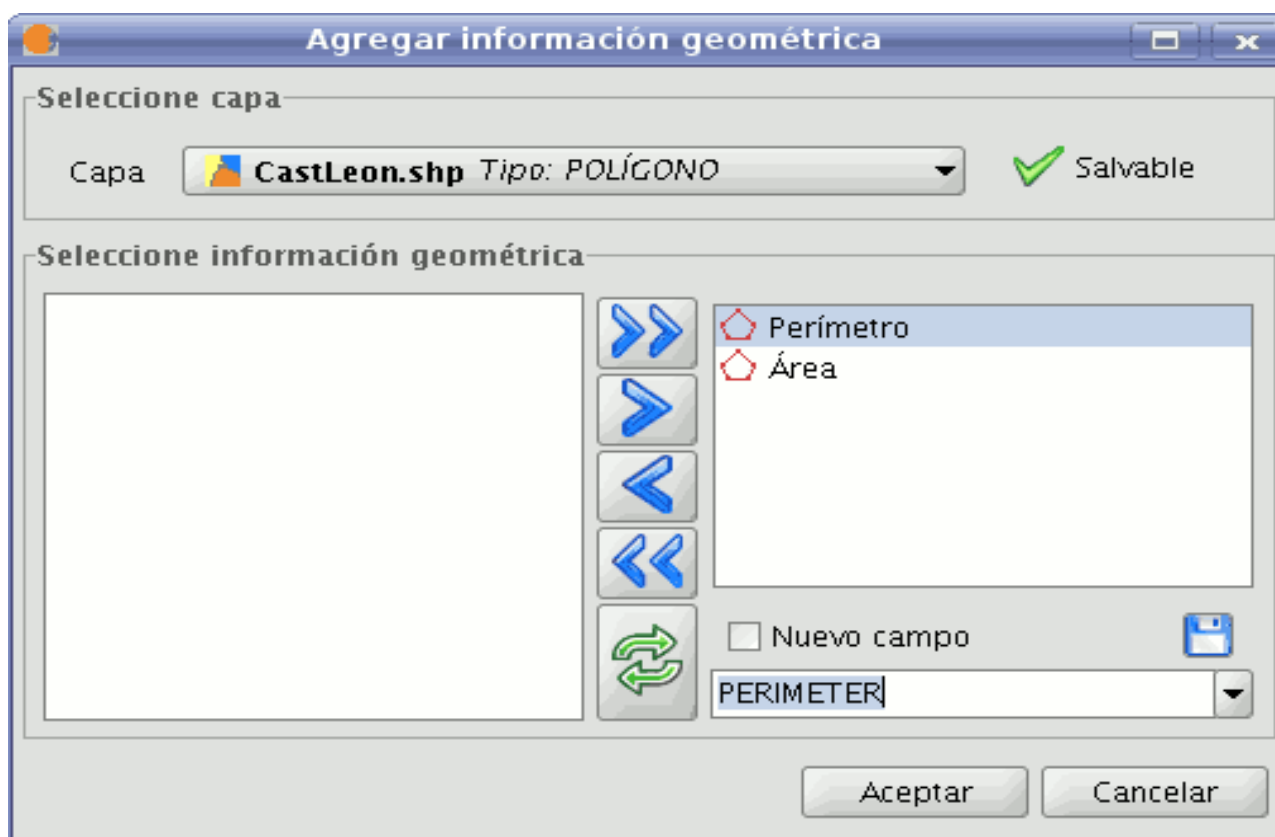 Agregar información geométrica
Seleccione capa
Capa CastLeon.shp Tipo: POLÍGONO Salvable
Seleccione información geométrica
Perímetro
Área
Nuevo campo
PERIMETER
Aceptar Cancelar